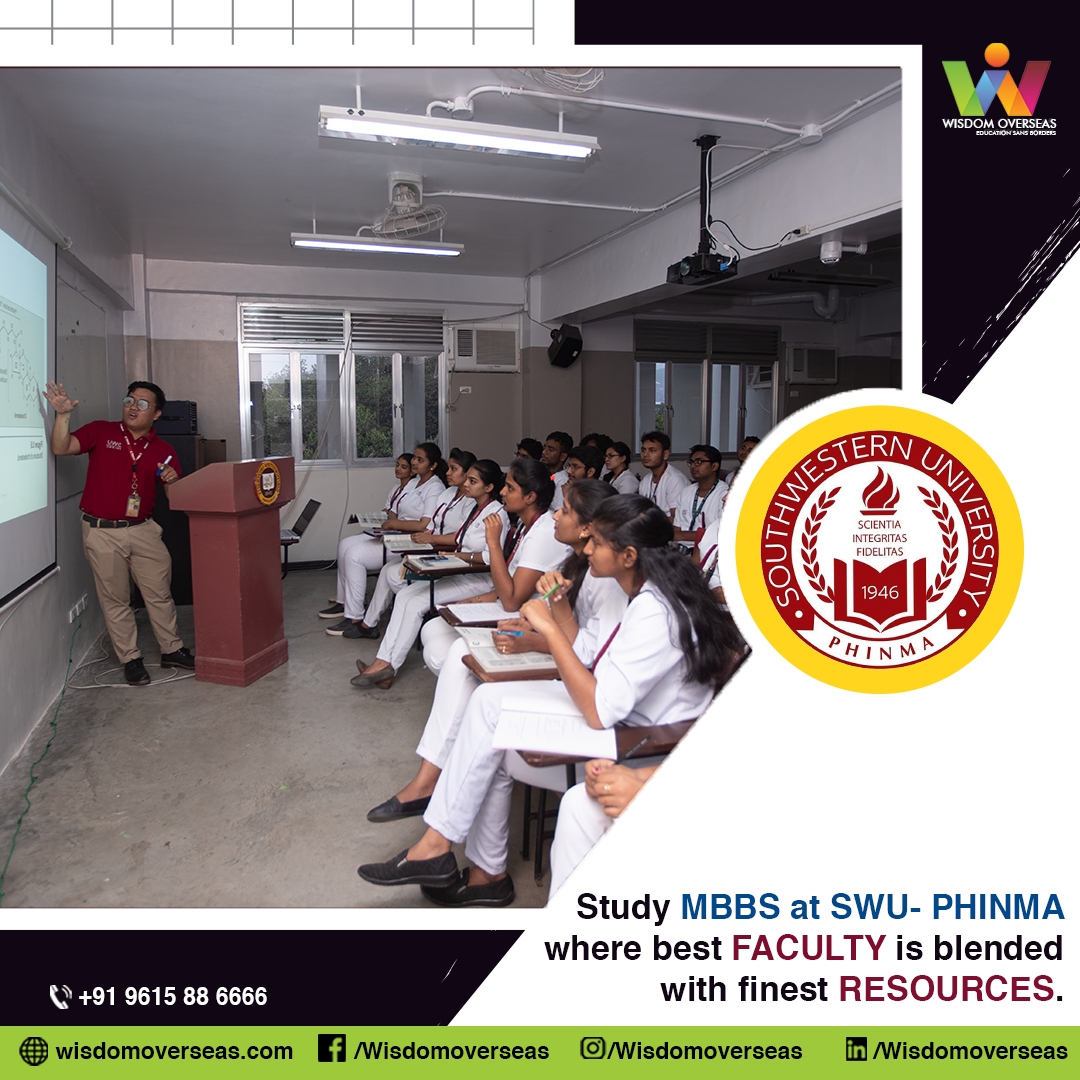 WISDOM OVERSEAS
EDUCATION SANS BORDERS
SOUTHWESTERN UNIVERSITY
SCIENTIA
INTEGRITAS
FIDELITAS
1946
PHINMA
Study MBBS at SWU- PHINMA
where best FACULTY is blended
with finest RESOURCES.
+91 9615 88 6666
wisdomoverseas.com
/Wisdomoverseas
/Wisdomoverseas
/Wisdomoverseas